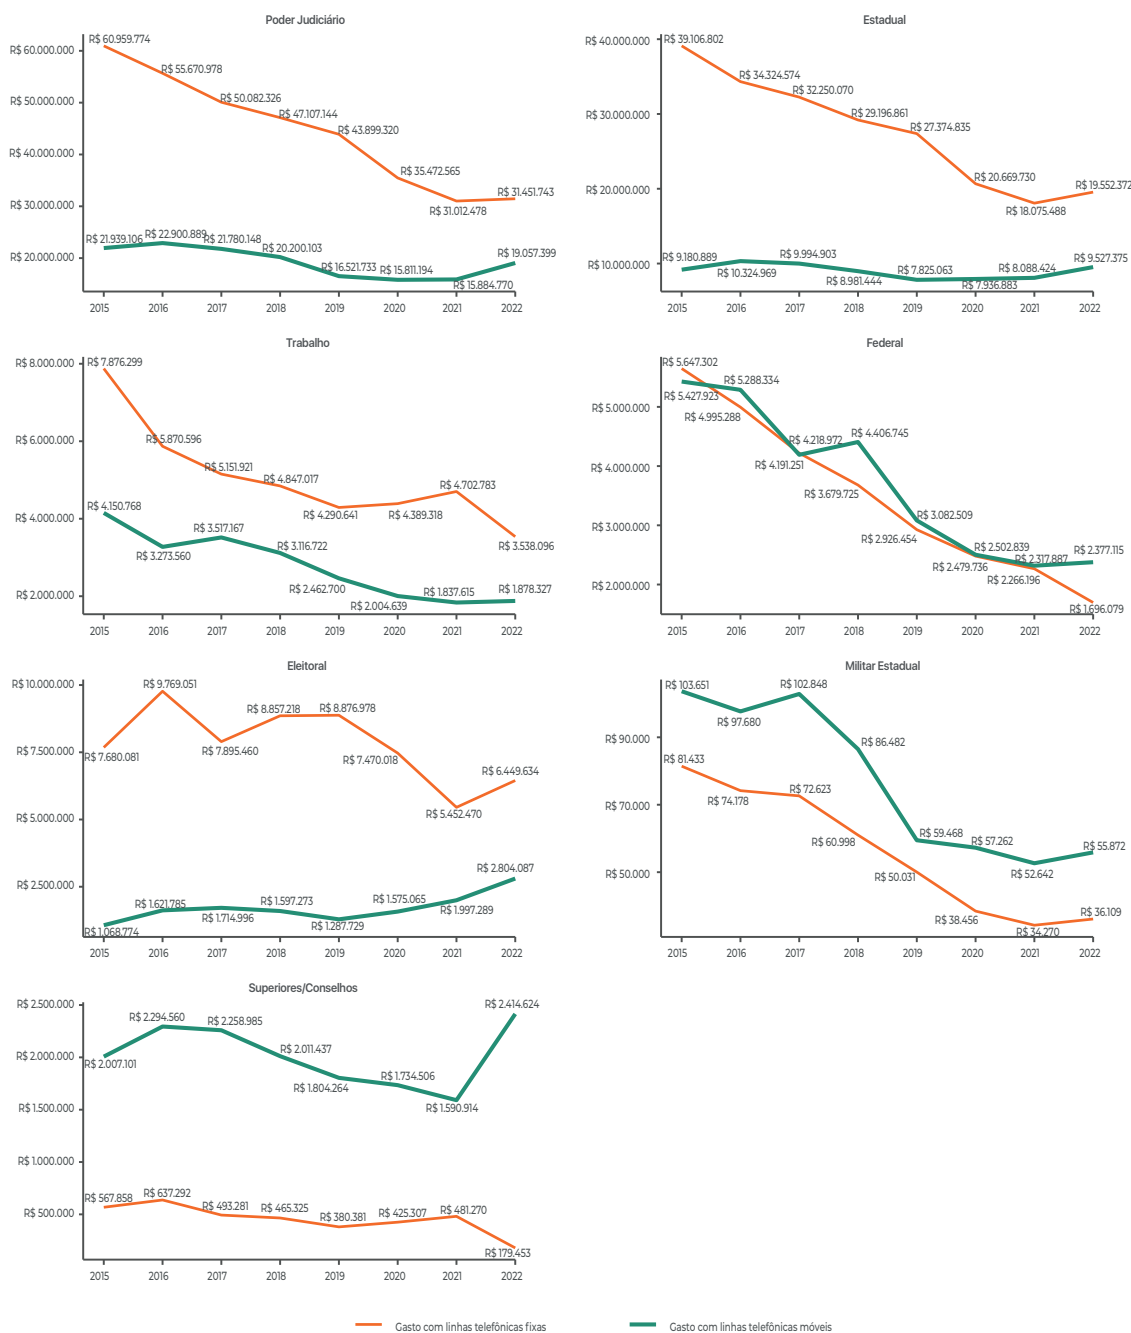 Poder Judiciário
R$ 60.000.000
R$ 50.000.000
R$ 40.000.000
R$ 30.000.000
R$ 20.000.000
R$ 60.959.774
R$ 55.670.978
R$ 50.082.326
R$ 47.107.144
R$ 43.899.320
R$ 35.472.565
R$ 31.012.478
R$ 31.451.743
R$ 21.939.106
R$ 22.900.889
R$ 21.780.148
R$ 20.200.103
R$ 16.521.733
R$ 15.811.194
R$ 15.884.770
R$ 19.057.399
2015 2016 2017 2018 2019 2020 2021 2022
Estadual
R$ 40.000.000
R$ 30.000.000
R$ 20.000.000
R$ 10.000.000
R$ 39.106.802
R$ 34.324.574
R$ 32.250.070
R$ 29.196.861
R$ 27.374.835
R$ 20.669.730
R$ 18.075.488
R$ 19.552.372
R$ 9.180.889
R$ 10.324.969
R$ 9.994.903
R$ 8.981.444
R$ 7.825.063
R$ 7.936.883
R$ 8.088.424
R$ 9.527.375
2015 2016 2017 2018 2019 2020 2021 2022
Trabalho
R$ 8.000.000
R$ 6.000.000
R$ 4.000.000
R$ 2.000.000
R$ 7.876.299
R$ 5.870.596
R$ 5.151.921
R$ 4.847.017
R$ 4.290.641
R$ 4.389.318
R$ 4.702.783
R$ 3.538.096
R$ 4.150.768
R$ 3.273.560
R$ 3.517.167
R$ 3.116.722
R$ 2.462.700
R$ 2.004.639
R$ 1.837.615
R$ 1.878.327
2015 2016 2017 2018 2019 2020 2021 2022
Federal
R$ 5.000.000
R$ 4.000.000
R$ 3.000.000
R$ 2.000.000
R$ 5.647.302
R$ 4.995.288
R$ 4.218.972
R$ 3.679.725
R$ 2.926.454
R$ 2.479.736
R$ 2.266.196
R$ 1.696.079
R$ 5.427.923
R$ 5.288.334
R$ 4.191.251
R$ 4.406.745
R$ 3.082.509
R$ 2.502.839
R$ 2.317.887
R$ 2.377.115
2015 2016 2017 2018 2019 2020 2021 2022
Eleitoral
R$ 10.000.000
R$ 7.500.000
R$ 5.000.000
R$ 2.500.000
R$ 7.680.081
R$ 9.769.051
R$ 7.895.460
R$ 8.857.218
R$ 8.876.978
R$ 7.470.018
R$ 5.452.470
R$ 6.449.634
R$ 1.068.774
R$ 1.621.785
R$ 1.714.996
R$ 1.597.273
R$ 1.287.729
R$ 1.575.065
R$ 1.997.289
R$ 2.804.087
2015 2016 2017 2018 2019 2020 2021 2022
Militar Estadual
R$ 90.000
R$ 70.000
R$ 50.000
R$ 103.651
R$ 97.680
R$ 102.848
R$ 86.482
R$ 59.468
R$ 57.262
R$ 52.642
R$ 55.872
R$ 81.433
R$ 74.178
R$ 72.623
R$ 60.998
R$ 50.031
R$ 38.456
R$ 34.270
R$ 36.109
2015 2016 2017 2018 2019 2020 2021 2022
Superiores/Conselhos
R$ 2.500.000
R$ 2.000.000
R$ 1.500.000
R$ 1.000.000
R$ 500.000
R$ 2.007.101
R$ 2.294.560
R$ 2.258.985
R$ 2.011.437
R$ 1.804.264
R$ 1.734.506
R$ 1.590.914
R$ 2.414.624
R$ 567.858
R$ 637.292
R$ 493.281
R$ 465.325
R$ 380.381
R$ 425.307
R$ 481.270
R$ 179.453
2015 2016 2017 2018 2019 2020 2021 2022
Gasto com linhas telefônicas fixas
Gasto com linhas telefônicas móveis